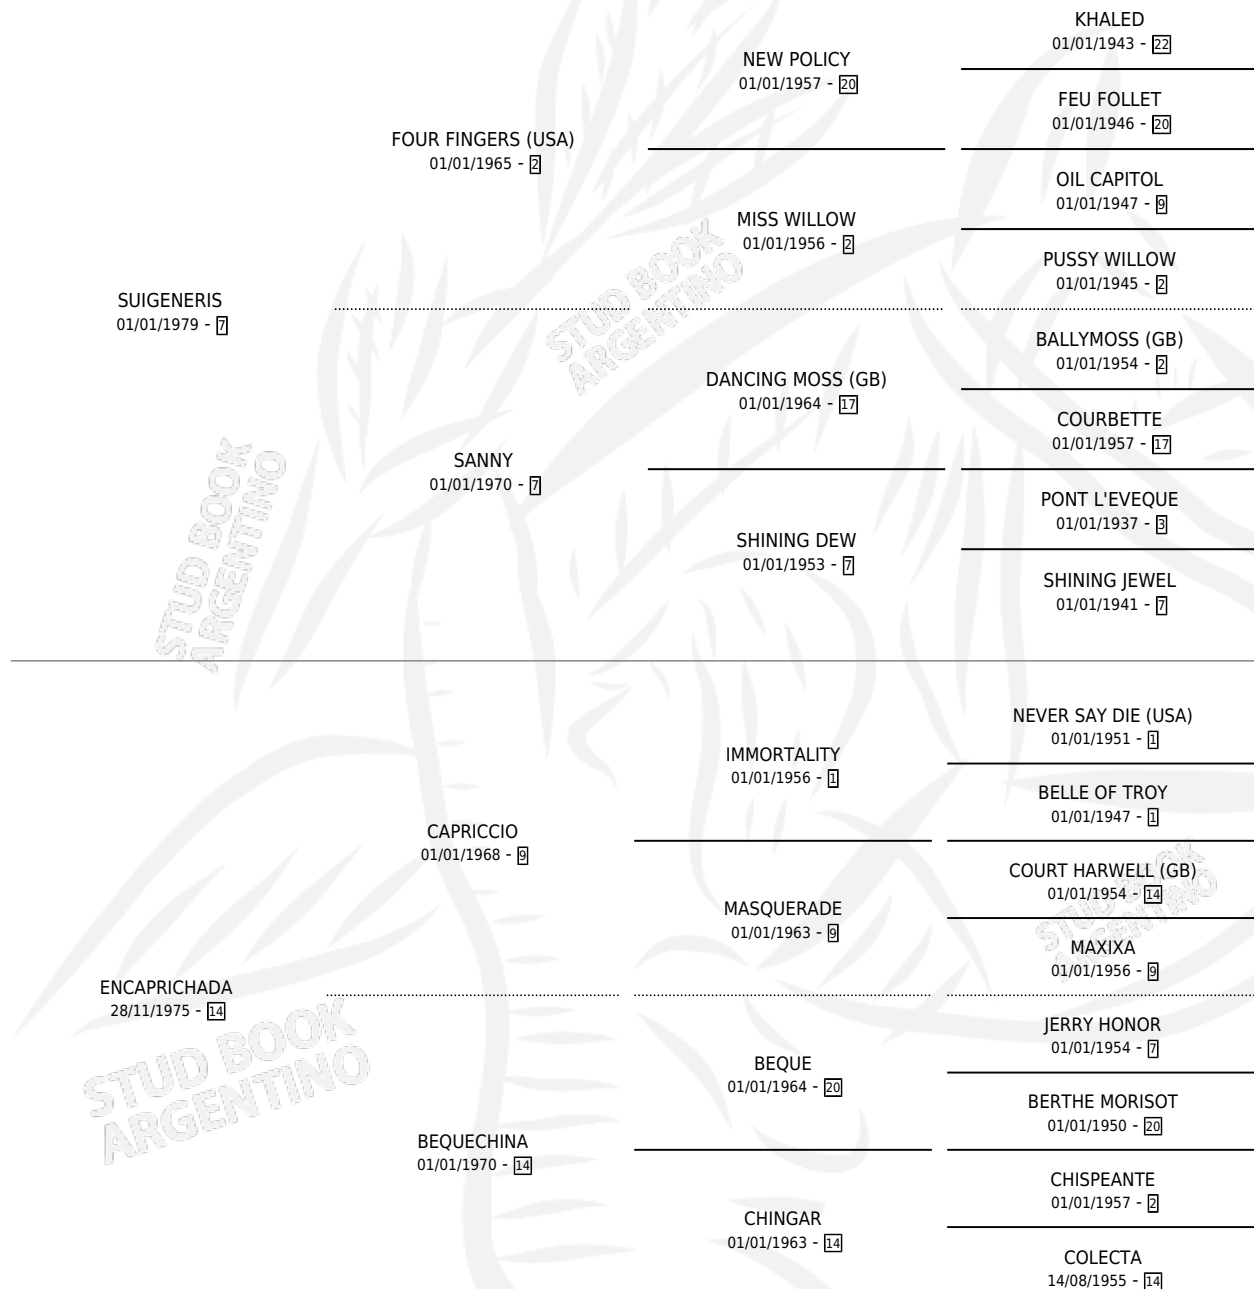 KHALED
01/01/1943 - 22
NEW POLICY
01/01/1957 - 20
FEU FOLLET
01/01/1946 - 20
FOUR FINGERS (USA)
01/01/1965 - 2
OIL CAPITOL
01/01/1947 - 9
MISS WILLOW
01/01/1956 - 2
PUSSY WILLOW
01/01/1945 - 2
SUIGENERIS
01/01/1979 - 7
STUD BOOK
ARGENTINO
BALLYMOSS (GB)
01/01/1954 - 2
DANCING MOSS (GB)
01/01/1964 - 17
COURBETTE
01/01/1957 - 17
SANNY
01/01/1970 - 7
PONT L'EVEQUE
01/01/1937 - 3
SHINING DEW
01/01/1953 - 7
SHINING JEWEL
01/01/1941 - 7
STUD BOOK
ARGENTINO
NEVER SAY DIE (USA)
01/01/1951 - 1
IMMORTALITY
01/01/1956 - 1
BELLE OF TROY
01/01/1947 - 1
CAPRICCIO
01/01/1968 - 9
COURT HARWELL (GB)
01/01/1954 - 14
MASQUERADE
01/01/1963 - 9
STUD BOOK
ARGENTINO
MAXIXA
01/01/1956 - 9
ENCAPRICHADA
28/11/1975 - 14
JERRY HONOR
01/01/1954 - 7
STUD BOOK
ARGENTINO
BEQUE
01/01/1964 - 20
BERTHE MORISOT
01/01/1950 - 20
BEQUECHINA
01/01/1970 - 14
CHISPEANTE
01/01/1957 - 2
CHINGAR
01/01/1963 - 14
COLECTA
14/08/1955 - 14